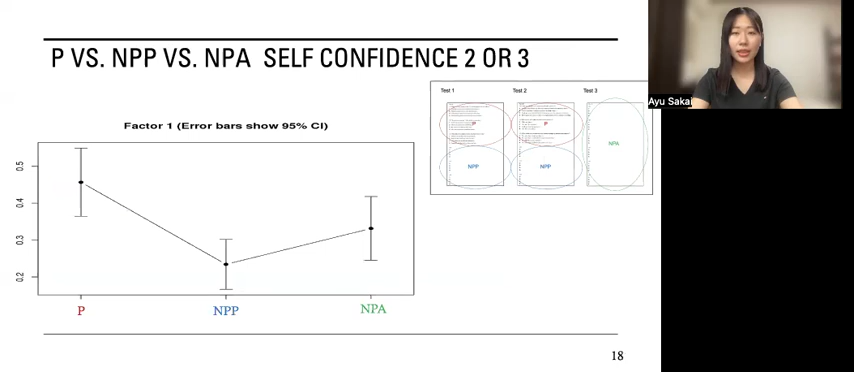 P VS. NPP VS. NPA SELF CONFIDENCE 2 OR 3
Ayu Sakai
Test 1
Test 2
Test 3
P
P
NPA
NPP
NPP
Factor 1 (Error bars show 95% CI)
0.5
0.4
0.3
0.2
P
NPP
NPA
18